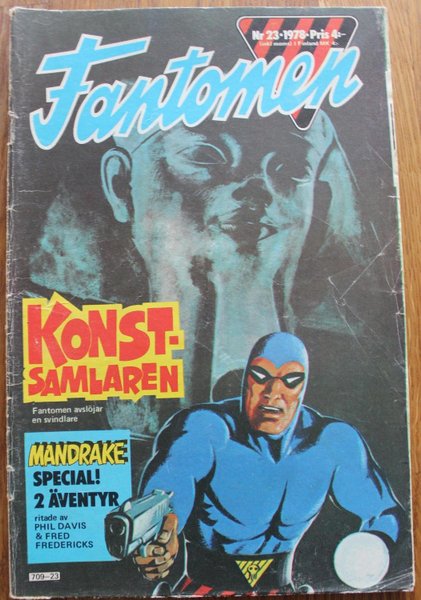 Nr 23 • 1978 • Pris 4:-
Fantomen
KONST-
SAMLAREN
Fantomen avslöjar
en svindlare
MANDRAKE
SPECIAL!
2 ÄVENTYR
ritade av
PHIL DAVIS
& FRED
FREDERICKS
709-23